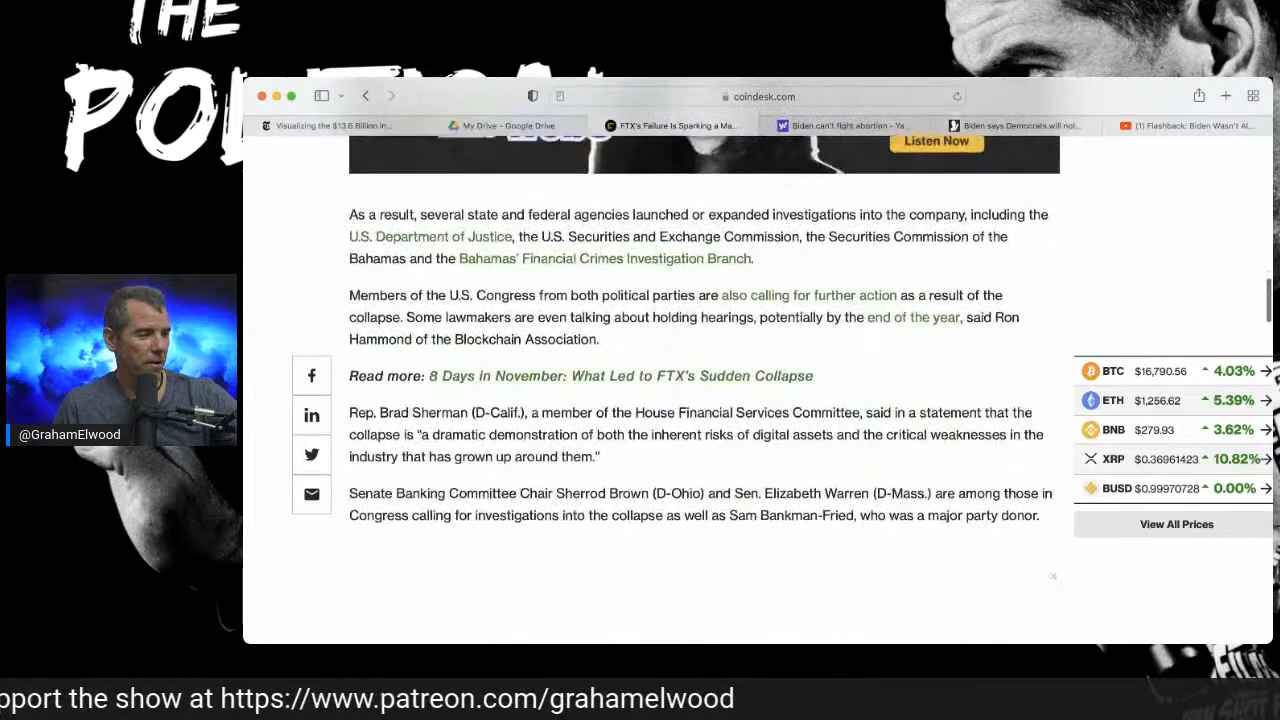 THE
coindesk.com
Visualizing the $13.6 Billion in...
My Drive - Google Drive
FTX's Failure Is Sparking a Ma...
Biden can't fight abortion - Ya...
Biden says Democrats will not...
(1) Flashback: Biden Wasn't Al...
Listen Now
As a result, several state and federal agencies launched or expanded investigations into the company, including the
U.S. Department of Justice, the U.S. Securities and Exchange Commission, the Securities Commission of the
Bahamas and the Bahamas' Financial Crimes Investigation Branch.
Members of the U.S. Congress from both political parties are also calling for further action as a result of the
collapse. Some lawmakers are even talking about holding hearings, potentially by the end of the year, said Ron
Hammond of the Blockchain Association.
Read more: 8 Days in November: What Led to FTX's Sudden Collapse
Rep. Brad Sherman (D-Calif.), a member of the House Financial Services Committee, said in a statement that the
collapse is “a dramatic demonstration of both the inherent risks of digital assets and the critical weaknesses in the
industry that has grown up around them.”
Senate Banking Committee Chair Sherrod Brown (D-Ohio) and Sen. Elizabeth Warren (D-Mass.) are among those in
Congress calling for investigations into the collapse as well as Sam Bankman-Fried, who was a major party donor.
BTC $16,790.56 4.03%
ETH $1,256.62 5.39%
BNB $279.93 3.62%
XRP $0.36961423 10.82%
BUSD $0.99970728 0.00%
View All Prices
@GrahamElwood
pport the show at https://www.patreon.com/grahamelwood